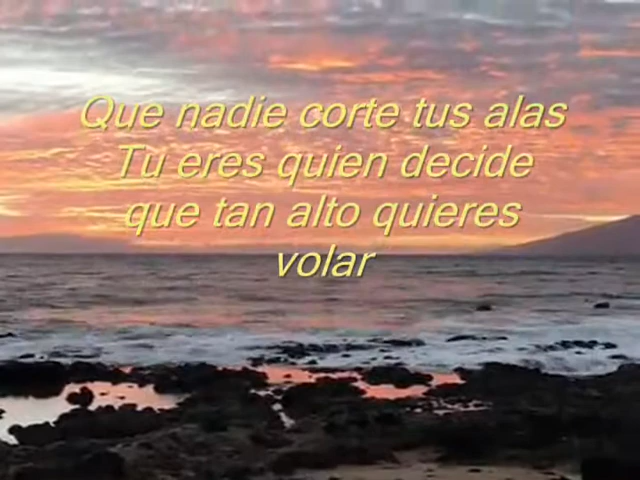 Que nadie corte tus alas
Tu eres quien decide
que tan alto quieres
volar